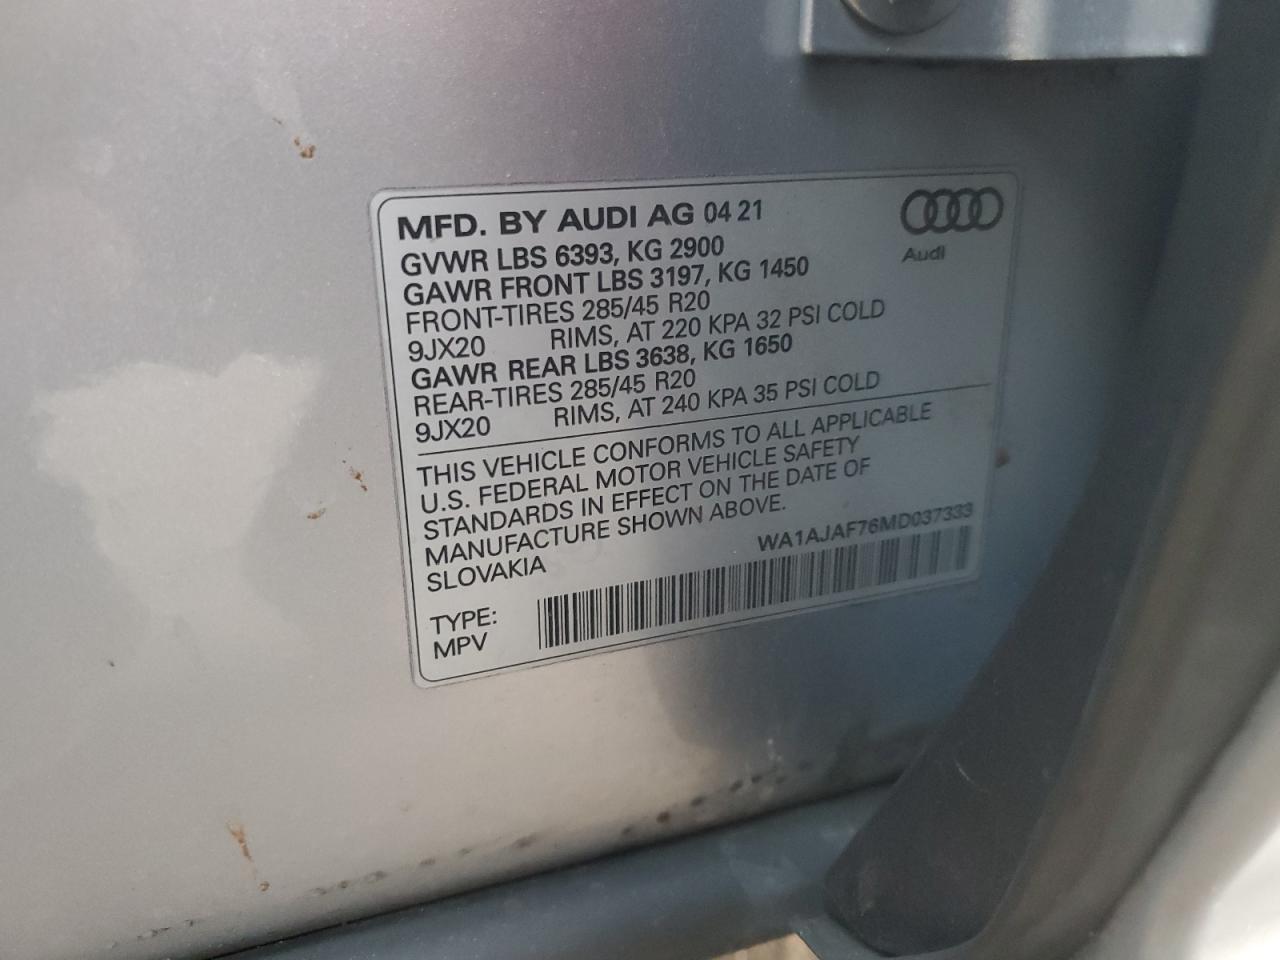 MFD. BY AUDI AG 04 21
Audi
GVWR LBS 6393, KG 2900
GAWR FRONT LBS 3197, KG 1450
FRONT-TIRES 285/45 R20
9JX20 RIMS, AT 220 KPA 32 PSI COLD
GAWR REAR LBS 3638, KG 1650
REAR-TIRES 285/45 R20
9JX20 RIMS, AT 240 KPA 35 PSI COLD
THIS VEHICLE CONFORMS TO ALL APPLICABLE
U.S. FEDERAL MOTOR VEHICLE SAFETY
STANDARDS IN EFFECT ON THE DATE OF
MANUFACTURE SHOWN ABOVE.
SLOVAKIA
WA1AJAF76MD037333
TYPE:
MPV